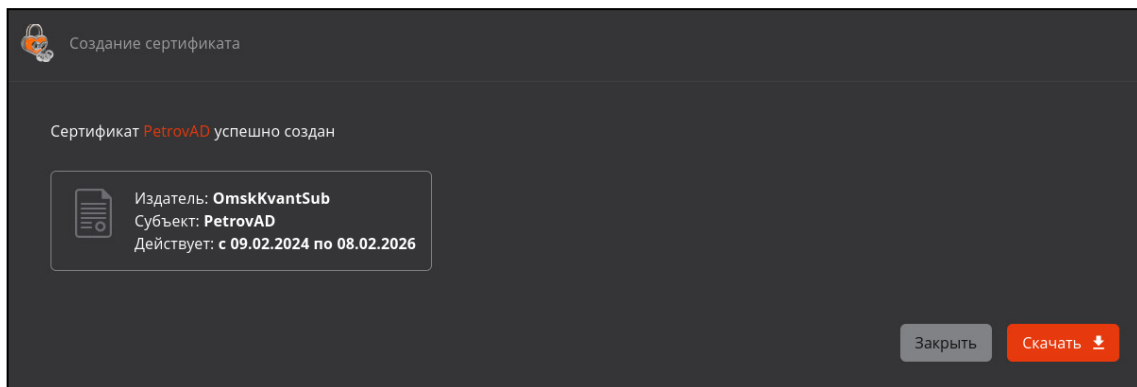 Создание сертификата
Сертификат PetrovAD успешно создан
Издатель: OmskKvantSub
Субъект: PetrovAD
Действует: с 09.02.2024 по 08.02.2026
Закрыть
Скачать